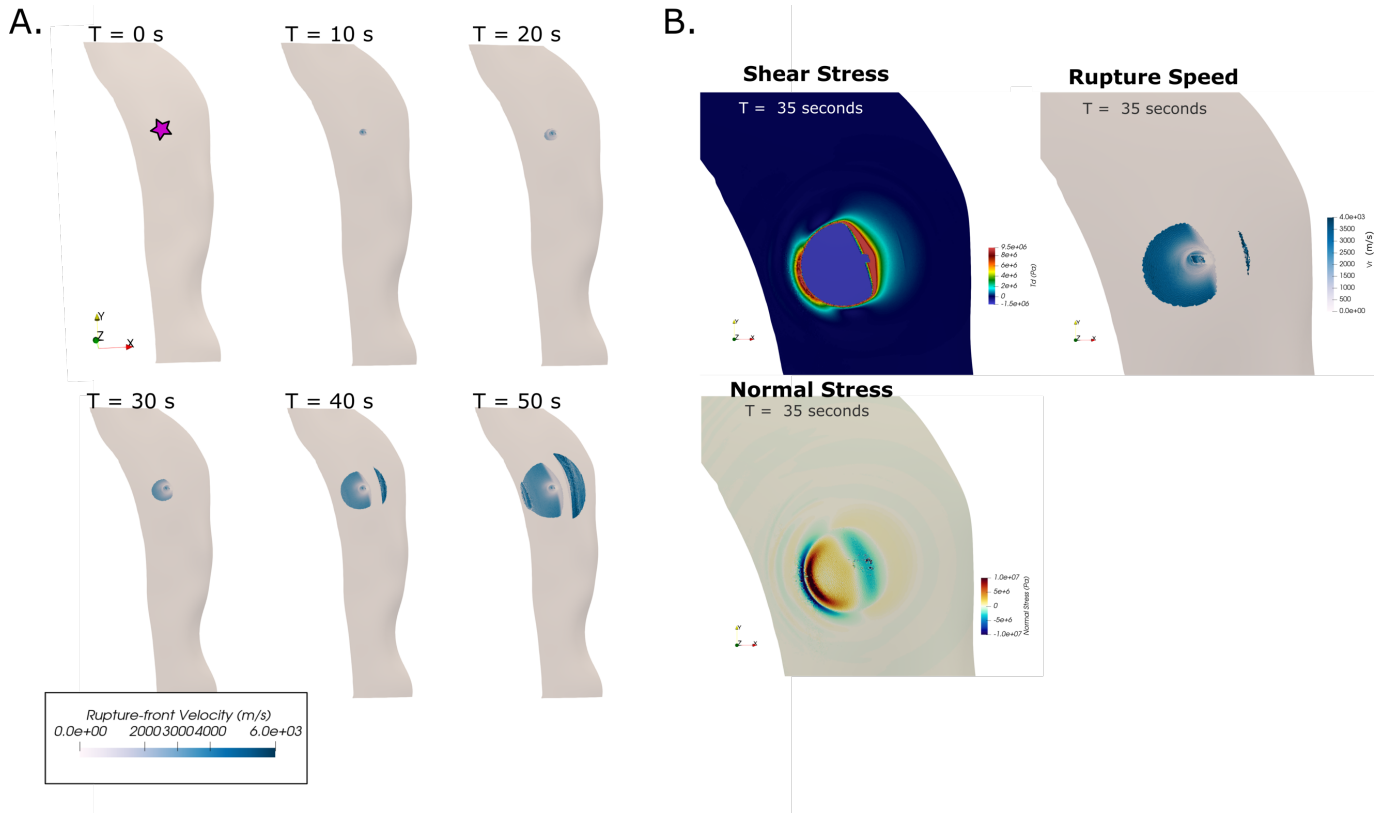 A.
T = 0 s
T = 10 s
T = 20 s
Y
Z
X
T = 30 s
T = 40 s
T = 50 s
Rupture-front Velocity (m/s)
0.0e+00 2000 3000 4000 6.0e+03
B.
Shear Stress
T = 35 seconds
9.5e+06
8e+6
6e+6
4e+6
2e+6
0
-1.5e+06
Td (Pa)
Y
Z
X
Rupture Speed
T = 35 seconds
4.0e+03
3500
3000
2500
2000
1500
1000
500
0.0e+00
Vr (m/s)
Y
Z
X
Normal Stress
T = 35 seconds
1.0e+07
5e+6
0
-5e+6
-1.0e+07
Normal Stress (Pa)
Y
Z
X